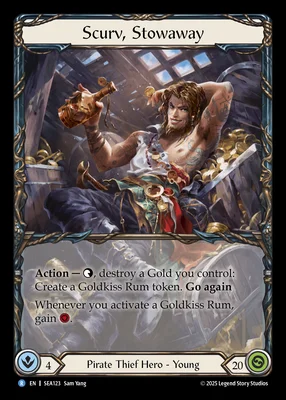 Scurv, Stowaway
Action — , destroy a Gold you control:
Create a Goldkiss Rum token. Go again
Whenever you activate a Goldkiss Rum,
gain .
4
Pirate Thief Hero - Young
20
R EN | SEA123 Sam Yang
© 2025 Legend Story Studios